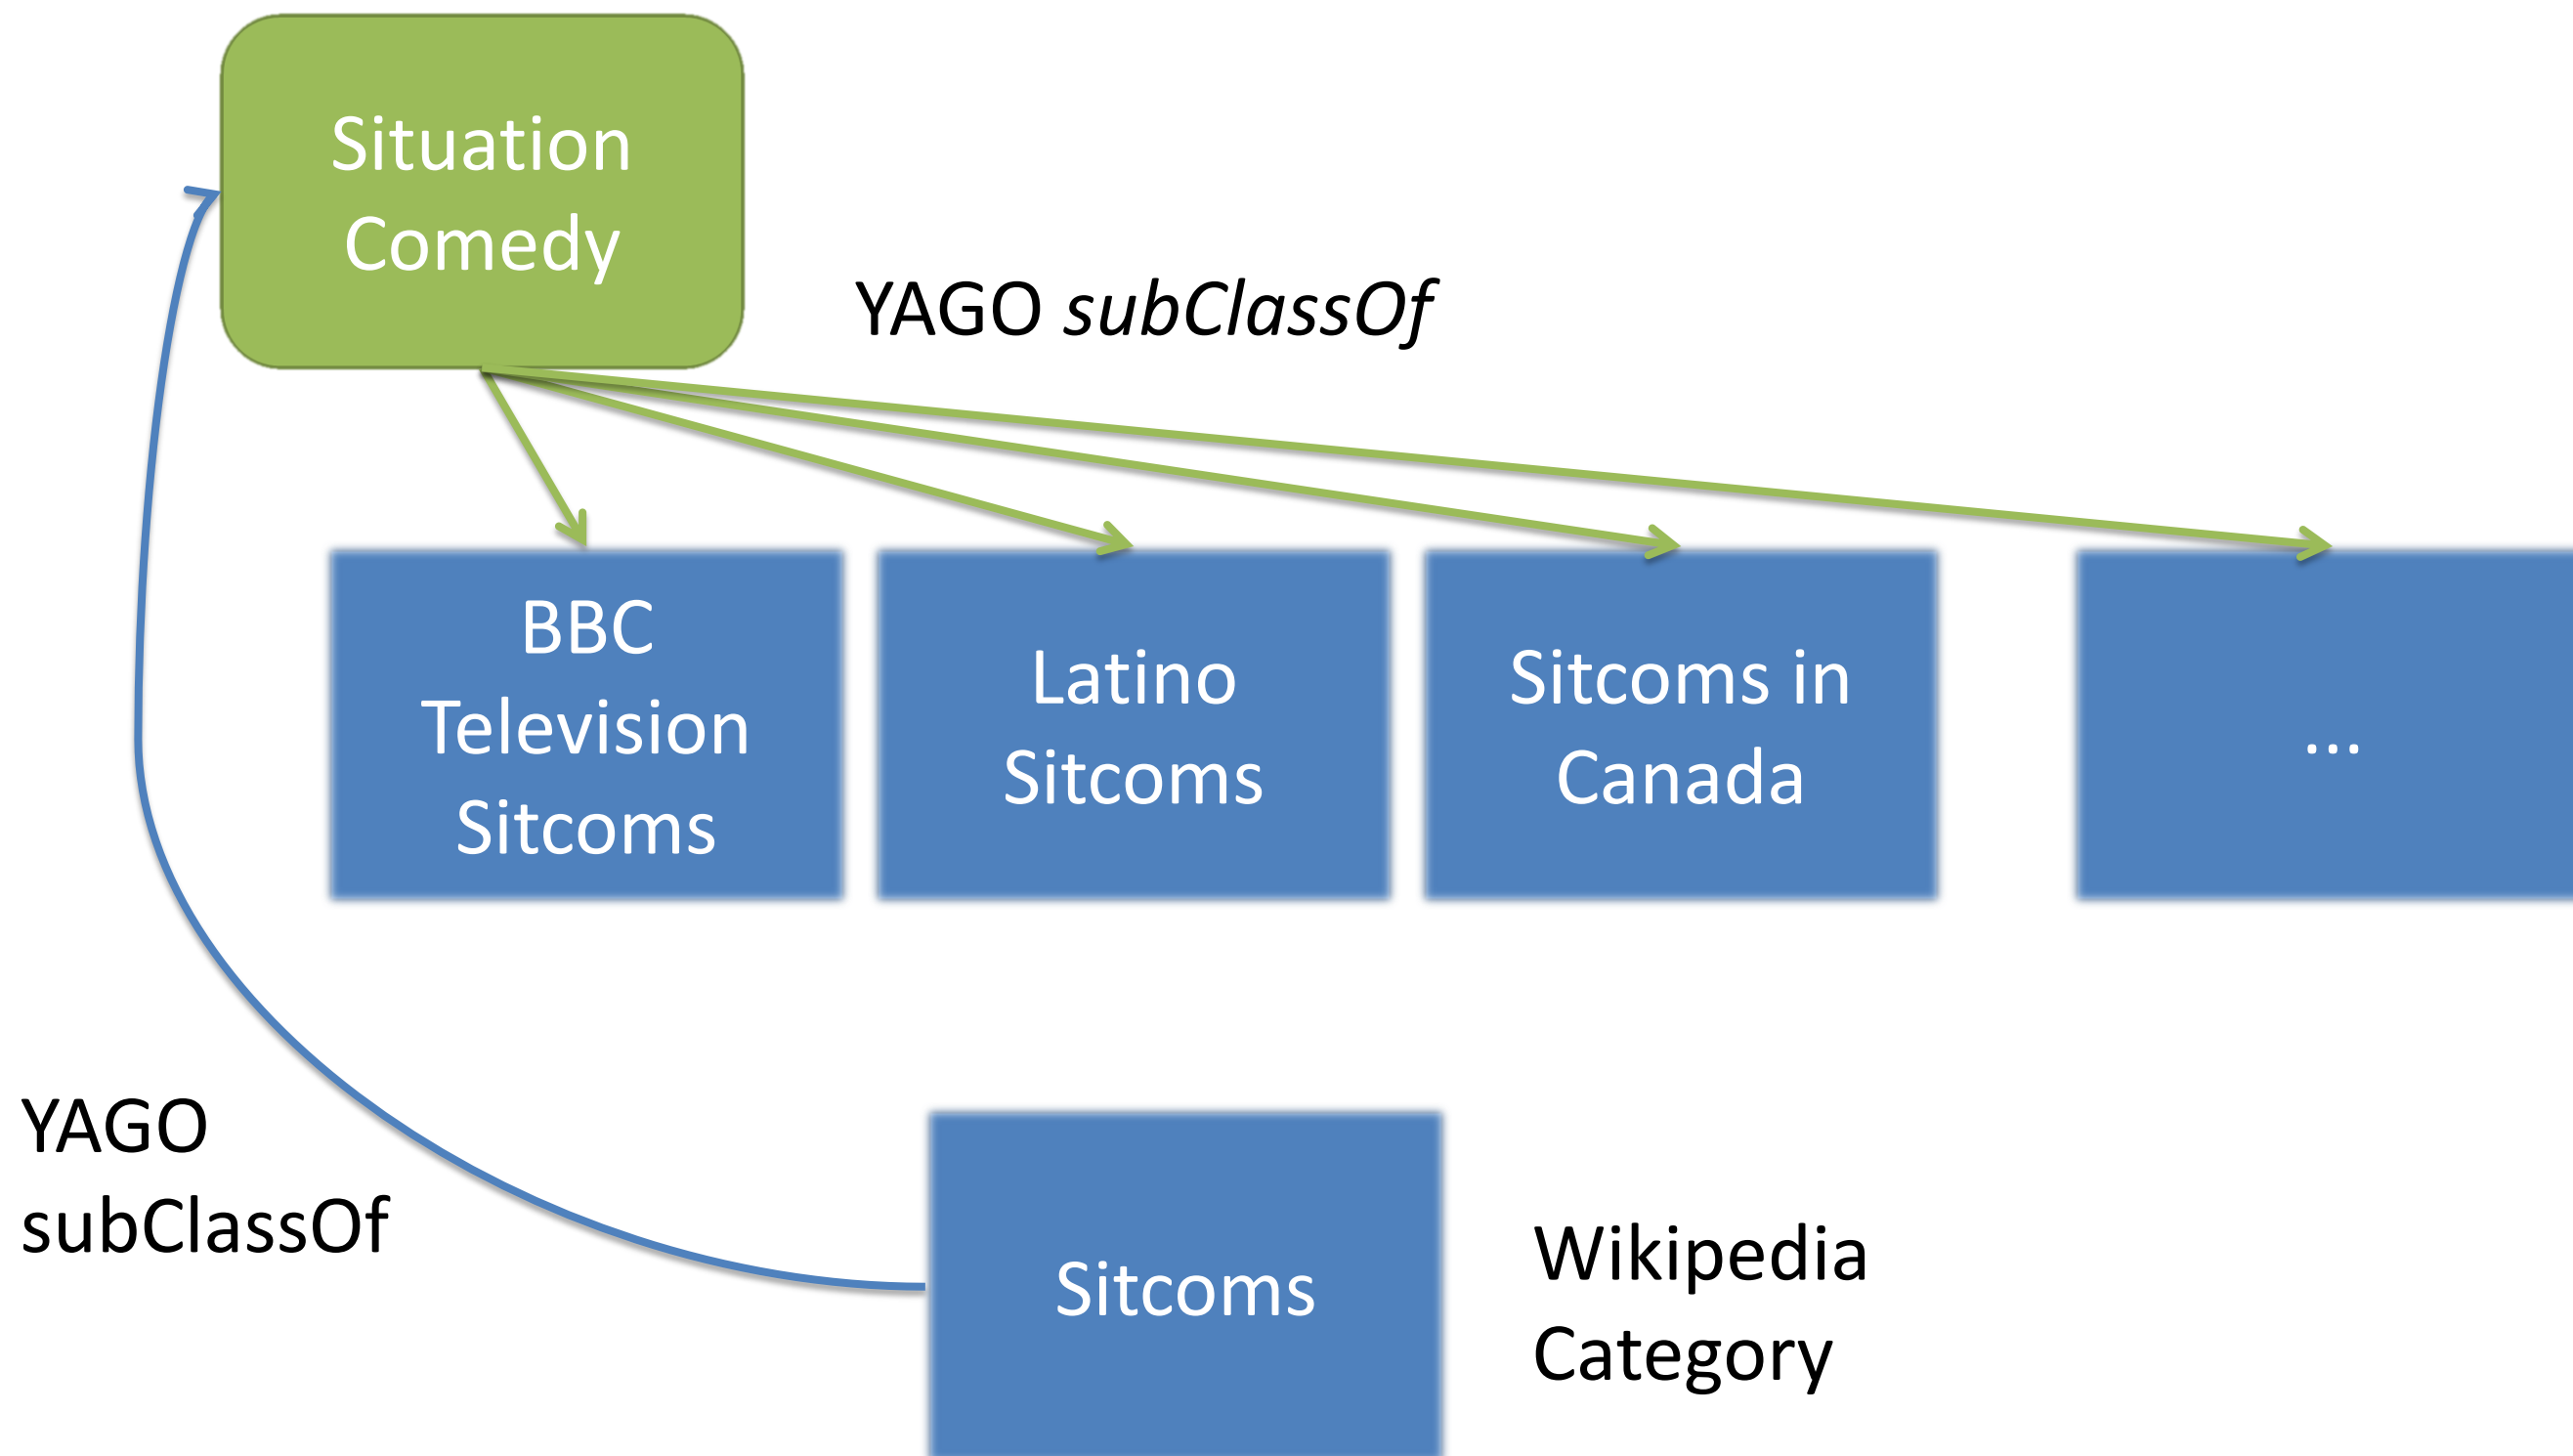 Situation
Comedy
YAGO subClassOf
BBC
Television
Sitcoms
Latino
Sitcoms
Sitcoms in
Canada
...
YAGO
subClassOf
Sitcoms
Wikipedia
Category